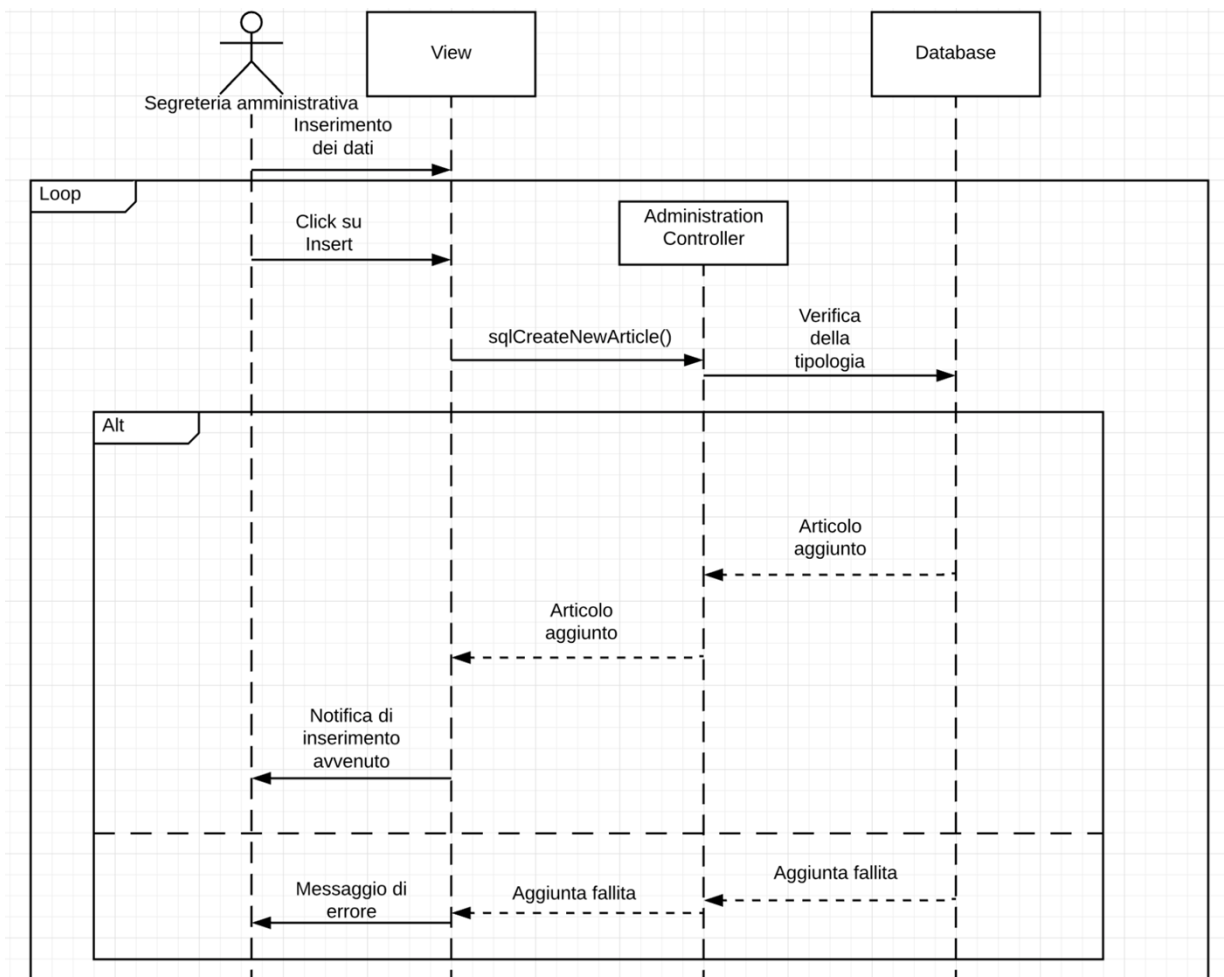 View
Database
Segreteria amministrativa
Inserimento
dei dati
Loop
Click su
Insert
Administration
Controller
sqlCreateNewArticle()
Verifica
della
tipologia
Alt
Articolo
aggiunto
Articolo
aggiunto
Notifica di
inserimento
avvenuto
Aggiunta fallita
Aggiunta fallita
Messaggio di
errore